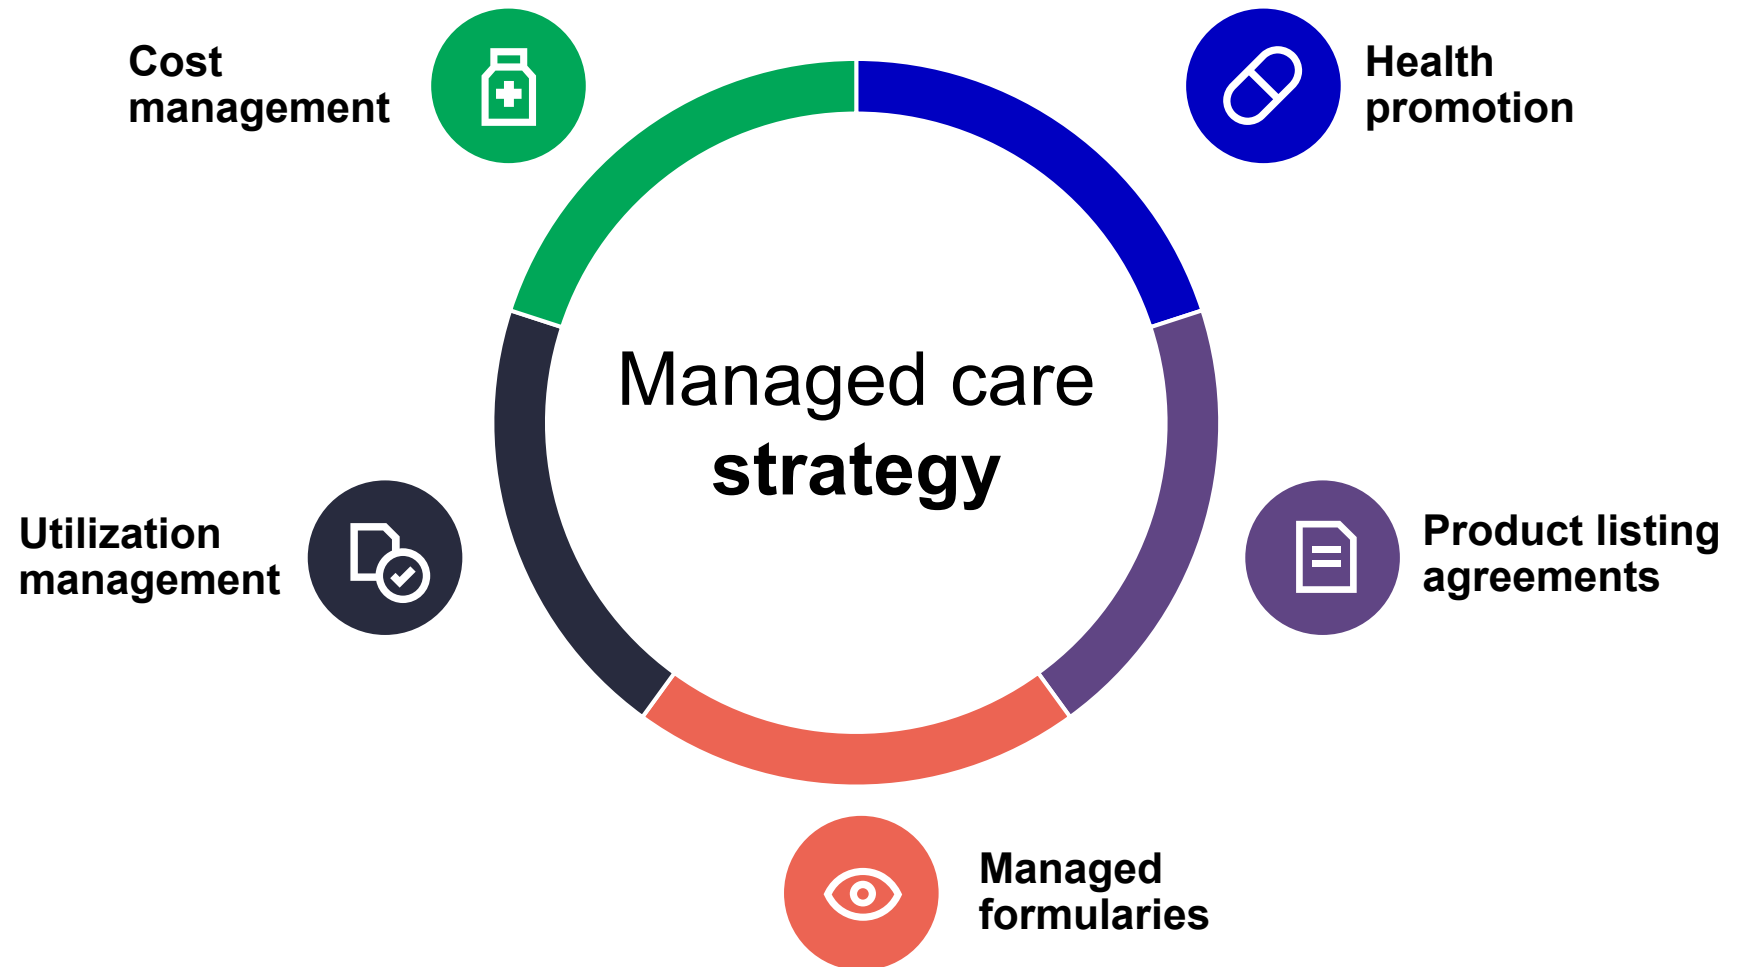 Cost
management
Health
promotion
Managed care
strategy
Utilization
management
Product listing
agreements
Managed
formularies